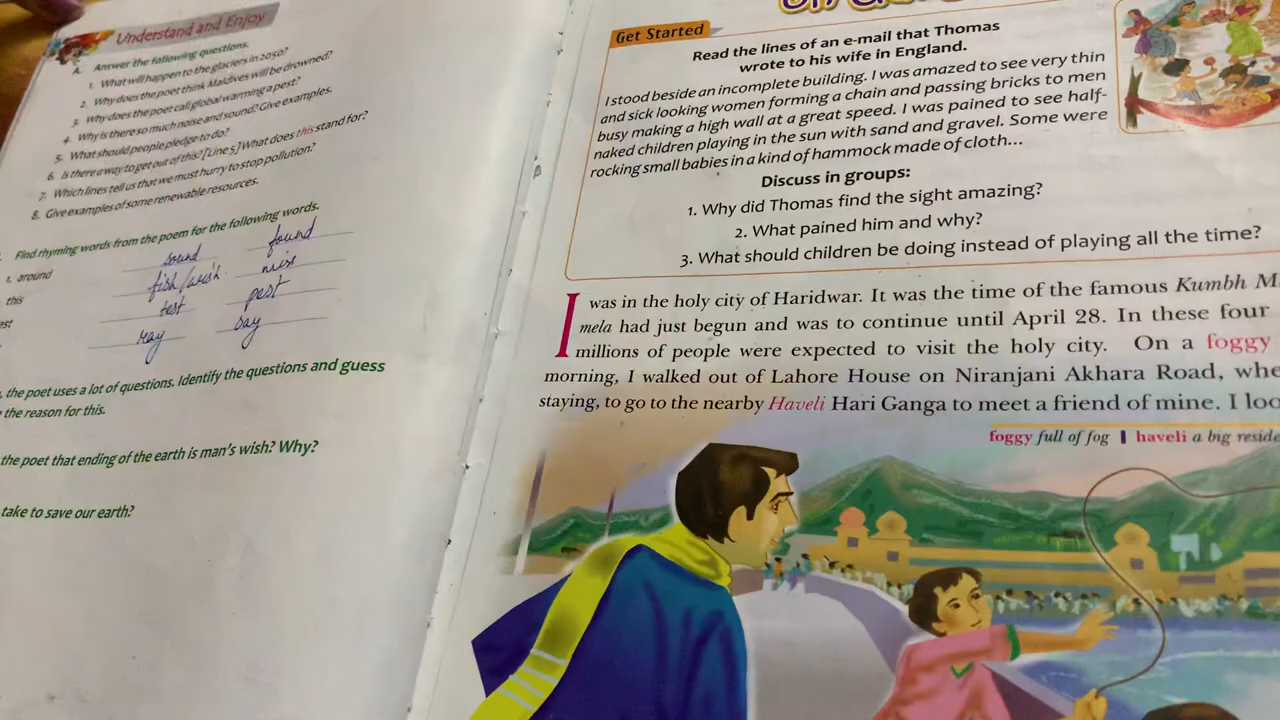 Understand and Enjoy
A. Answer the following questions.
1. What will happen to the glaciers in 2050?
2. Why does the poet think Maldives will be drowned?
3. Why does the poet call global warming a pest?
4. Why is there so much noise and sound? Give examples.
5. What should people pledge to do?
6. Is there a way to get out of this? [Line 5] What does this stand for?
7. Which lines tell us that we must hurry to stop pollution?
8. Give examples of some renewable resources.
Find rhyming words from the poem for the following words.
1. around sound found
this fish/wish miss
est test pest
may say
, the poet uses a lot of questions. Identify the questions and guess
the reason for this.
the poet that ending of the earth is man's wish? Why?
take to save our earth?
Get Started
Read the lines of an e-mail that Thomas
wrote to his wife in England.
I stood beside an incomplete building. I was amazed to see very thin
and sick looking women forming a chain and passing bricks to men
busy making a high wall at a great speed. I was pained to see half-
naked children playing in the sun with sand and gravel. Some were
rocking small babies in a kind of hammock made of cloth...
Discuss in groups:
1. Why did Thomas find the sight amazing?
2. What pained him and why?
3. What should children be doing instead of playing all the time?
I was in the holy city of Haridwar. It was the time of the famous Kumbh M
mela had just begun and was to continue until April 28. In these four
millions of people were expected to visit the holy city. On a foggy
morning, I walked out of Lahore House on Niranjani Akhara Road, whe
staying, to go to the nearby Haveli Hari Ganga to meet a friend of mine. I loo
foggy full of fog | haveli a big reside